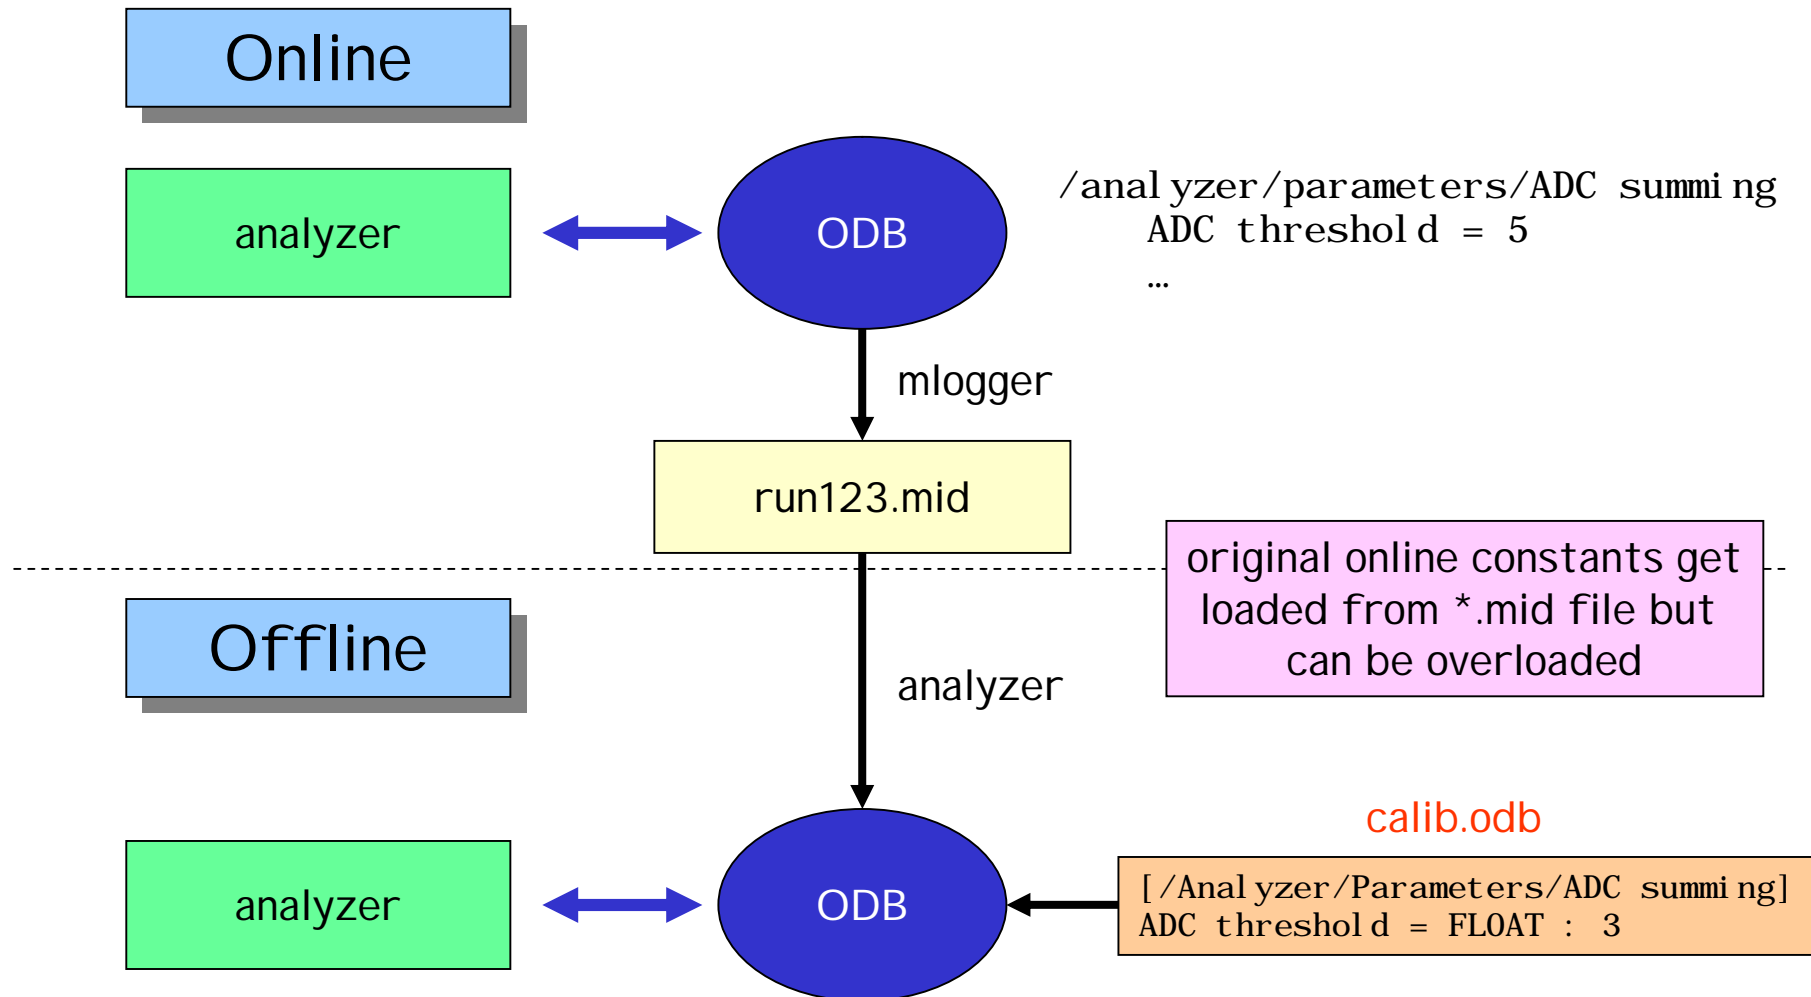 Online
analyzer
ODB
/analyzer/parameters/ADC summing
ADC threshold = 5
…
mlogger
run123.mid
original online constants get
loaded from *.mid file but
can be overloaded
Offline
analyzer
calib.odb
analyzer
ODB
[/Analyzer/Parameters/ADC summing]
ADC threshold = FLOAT : 3